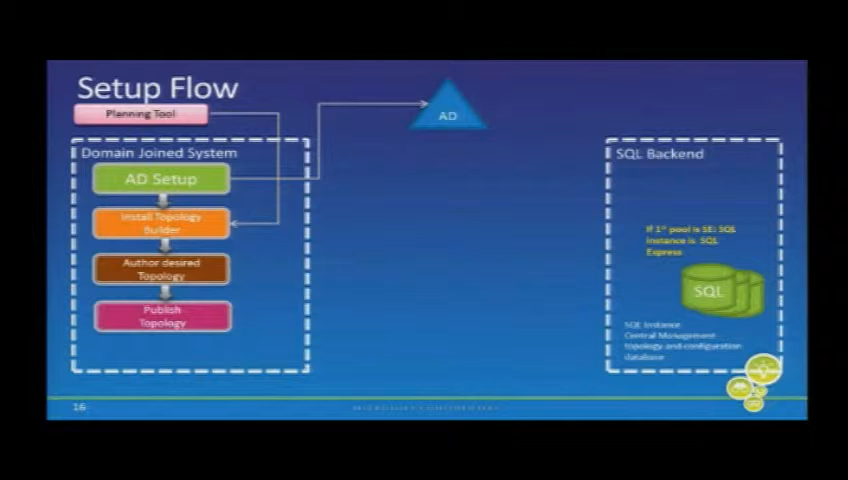 Setup Flow
Planning Tool
AD
Domain Joined System
AD Setup
Install Topology
Builder
Author desired
Topology
Publish
Topology
SQL Backend
If 1st pool is SE: SQL
Instance is SQL
Express
SQL
SQL Instance
Central Management
topology and configuration
database
16